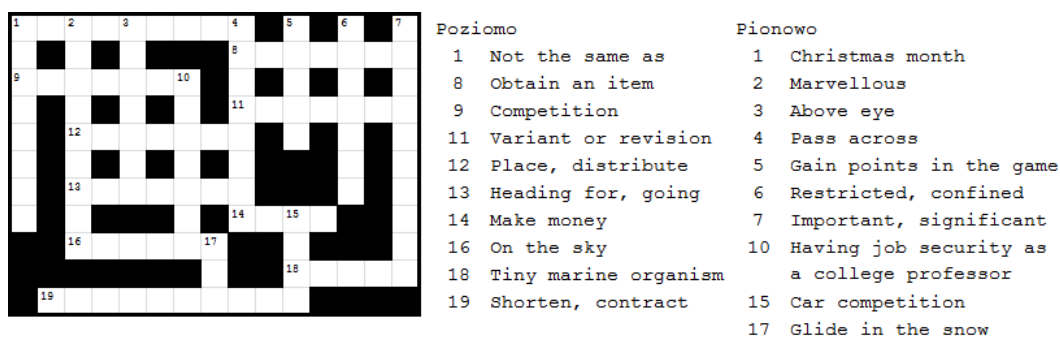 1 2 3 4 5 6 7
8
9 10
11
12
13
14 15
16 17
18
19
Poziomo
1 Not the same as
8 Obtain an item
9 Competition
11 Variant or revision
12 Place, distribute
13 Heading for, going
14 Make money
16 On the sky
18 Tiny marine organism
19 Shorten, contract
Pionowo
1 Christmas month
2 Marvellous
3 Above eye
4 Pass across
5 Gain points in the game
6 Restricted, confined
7 Important, significant
10 Having job security as
a college professor
15 Car competition
17 Glide in the snow